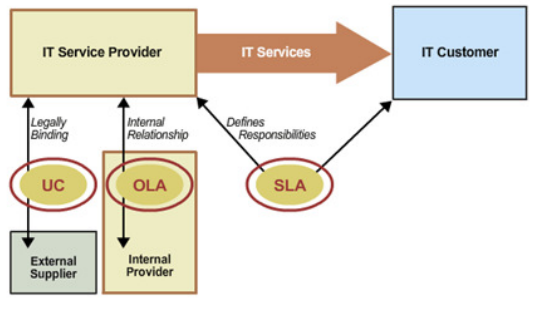 IT Service Provider
IT Services
IT Customer
Legally
Binding
Internal
Relationship
Defines
Responsibilities
UC
OLA
SLA
External
Supplier
Internal
Provider